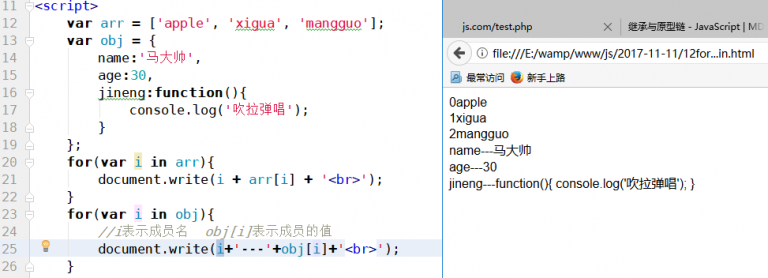 11 <script>
12 var arr = ['apple', 'xigua', 'mangguo'];
13 var obj = {
14 name:'马大帅',
15 age:30,
16 jineng:function(){
17 console.log('吹拉弹唱');
18 }
19 };
20 for(var i in arr){
21 document.write(i + arr[i] + '<br>');
22 }
23 for(var i in obj){
24 //i表示成员名 obj[i]表示成员的值
25 document.write(i+'---'+obj[i]+'<br>');
26 }
js.com/test.php 继承与原型链 - JavaScript | MD
file:///E:/wamp/www/js/2017-11-11/12for...in.html
最常访问 新手上路
0apple
1xigua
2mangguo
name---马大帅
age---30
jineng---function(){ console.log('吹拉弹唱'); }